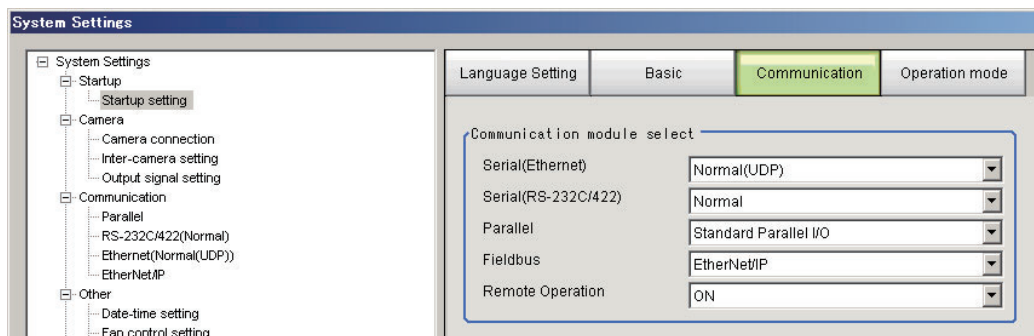 System Settings
System Settings
Startup
Startup setting
Camera
Camera connection
Inter-camera setting
Output signal setting
Communication
Parallel
RS-232C/422(Normal)
Ethernet(Normal(UDP))
EtherNet/IP
Other
Date-time setting
Fan control setting
Language Setting Basic Communication Operation mode
Communication module select
Serial(Ethernet) Normal(UDP)
Serial(RS-232C/422) Normal
Parallel Standard Parallel I/O
Fieldbus EtherNet/IP
Remote Operation ON